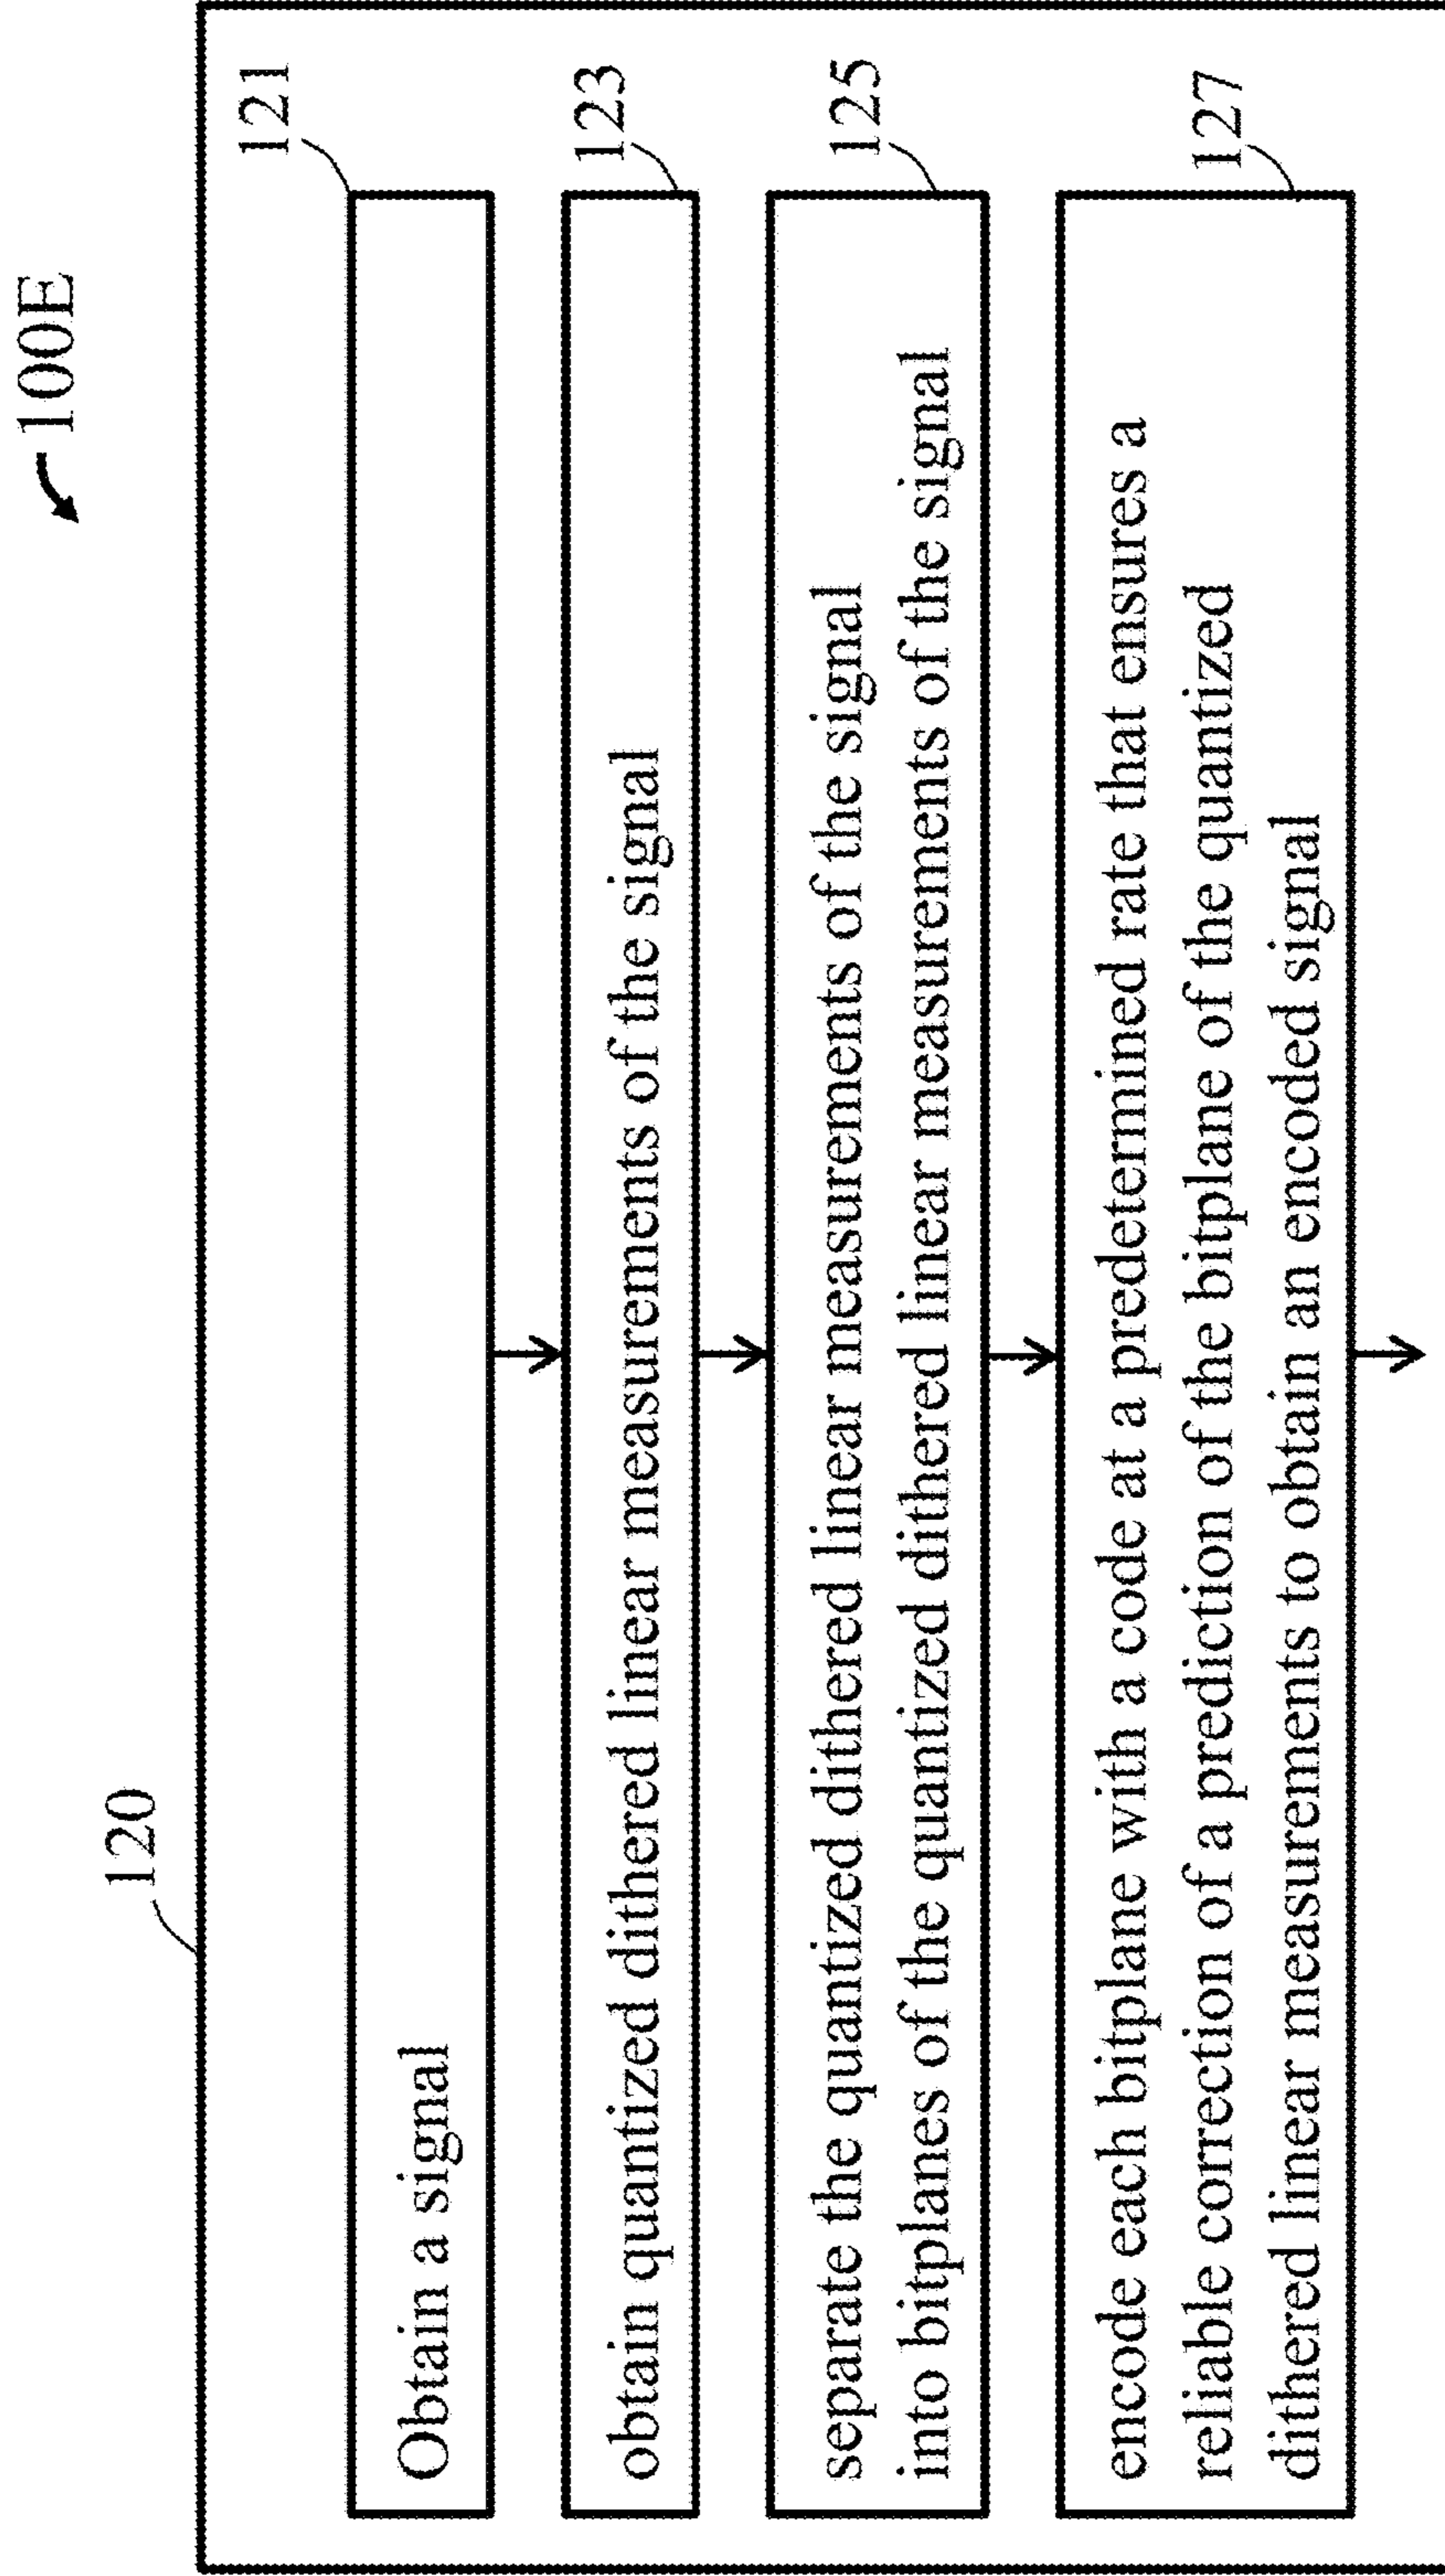 100E
120
121
Obtain a signal
123
obtain quantized dithered linear measurements of the signal
125
separate the quantized dithered linear measurements of the signal
into bitplanes of the quantized dithered linear measurements of the signal
127
encode each bitplane with a code at a predetermined rate that ensures a
reliable correction of a prediction of the bitplane of the quantized
dithered linear measurements to obtain an encoded signal